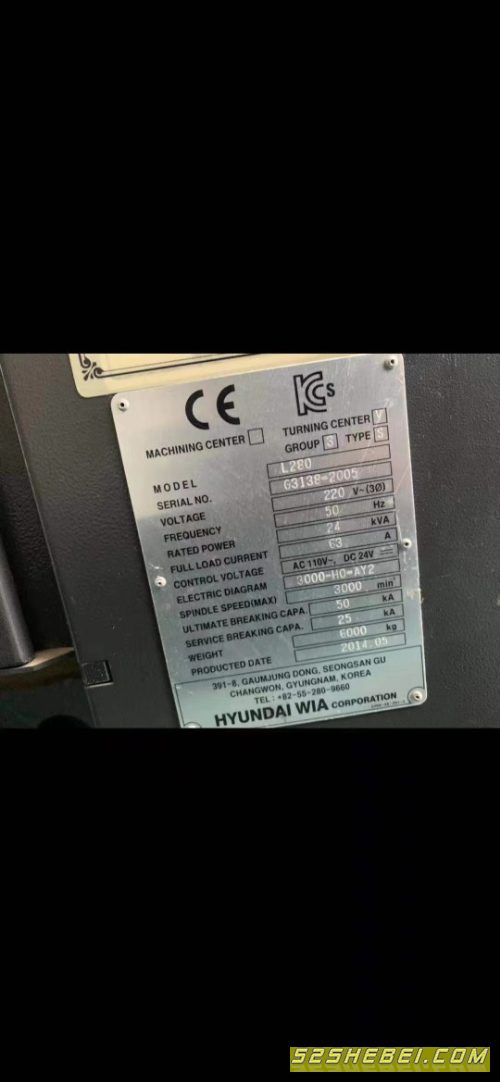 CE KCs
MACHINING CENTER TURNING CENTER V
GROUP 3 TYPE S
MODEL L280
SERIAL NO. G3138-2005
VOLTAGE 220 V~(3Ø)
FREQUENCY 50 Hz
RATED POWER 24 kVA
FULL LOAD CURRENT 63 A
CONTROL VOLTAGE AC 110V~, DC 24V
ELECTRIC DIAGRAM 3000-H0-AY2
SPINDLE SPEED(MAX) 3000 min
ULTIMATE BREAKING CAPA. 50 kA
SERVICE BREAKING CAPA. 25 kA
WEIGHT 6000 kg
PRODUCTED DATE 2014.05
391-8, GAUMJUNG DONG, SEONGSAN GU
CHANGWON, GYUNGNAM, KOREA
TEL : +82-55-280-9660
HYUNDAI WIA CORPORATION
52SHEBEI.COM